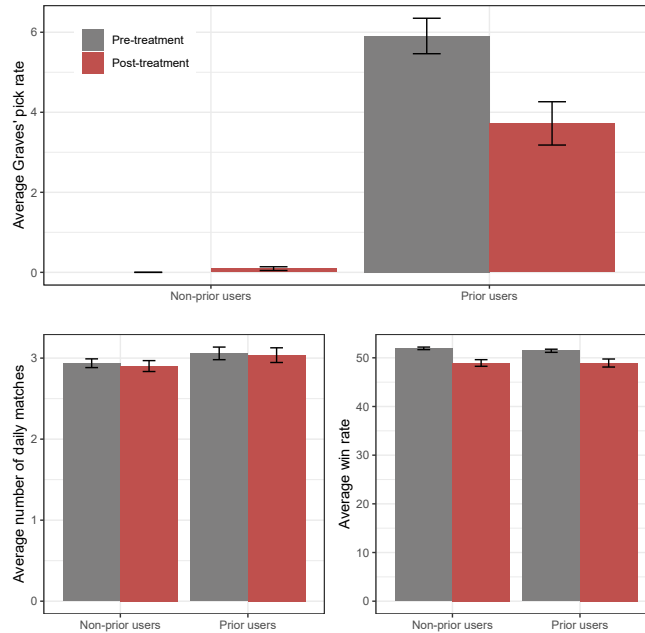 Average Graves' pick rate
6
4
2
0
Pre-treatment
Post-treatment
Non-prior users
Prior users
Average number of daily matches
3
2
1
0
Non-prior users
Prior users
Average win rate
50
40
30
20
10
0
Non-prior users
Prior users